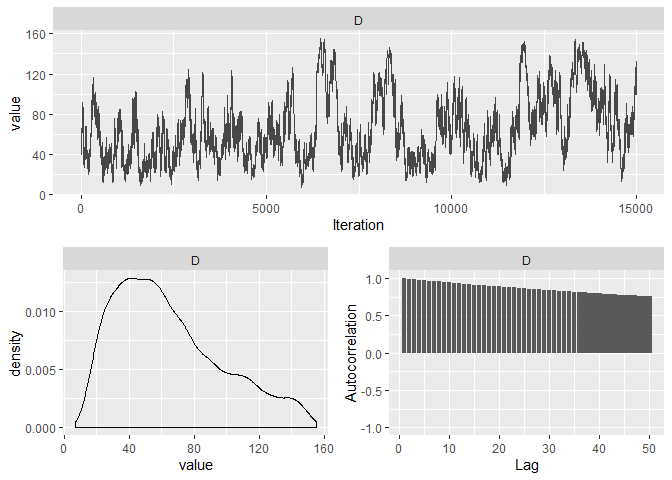 D
160
120
80
40
0
value
0 5000 10000 15000
Iteration
D
0.010
0.005
0.000
density
0 40 80 120 160
value
D
1.0
0.5
0.0
-0.5
-1.0
Autocorrelation
0 10 20 30 40 50
Lag